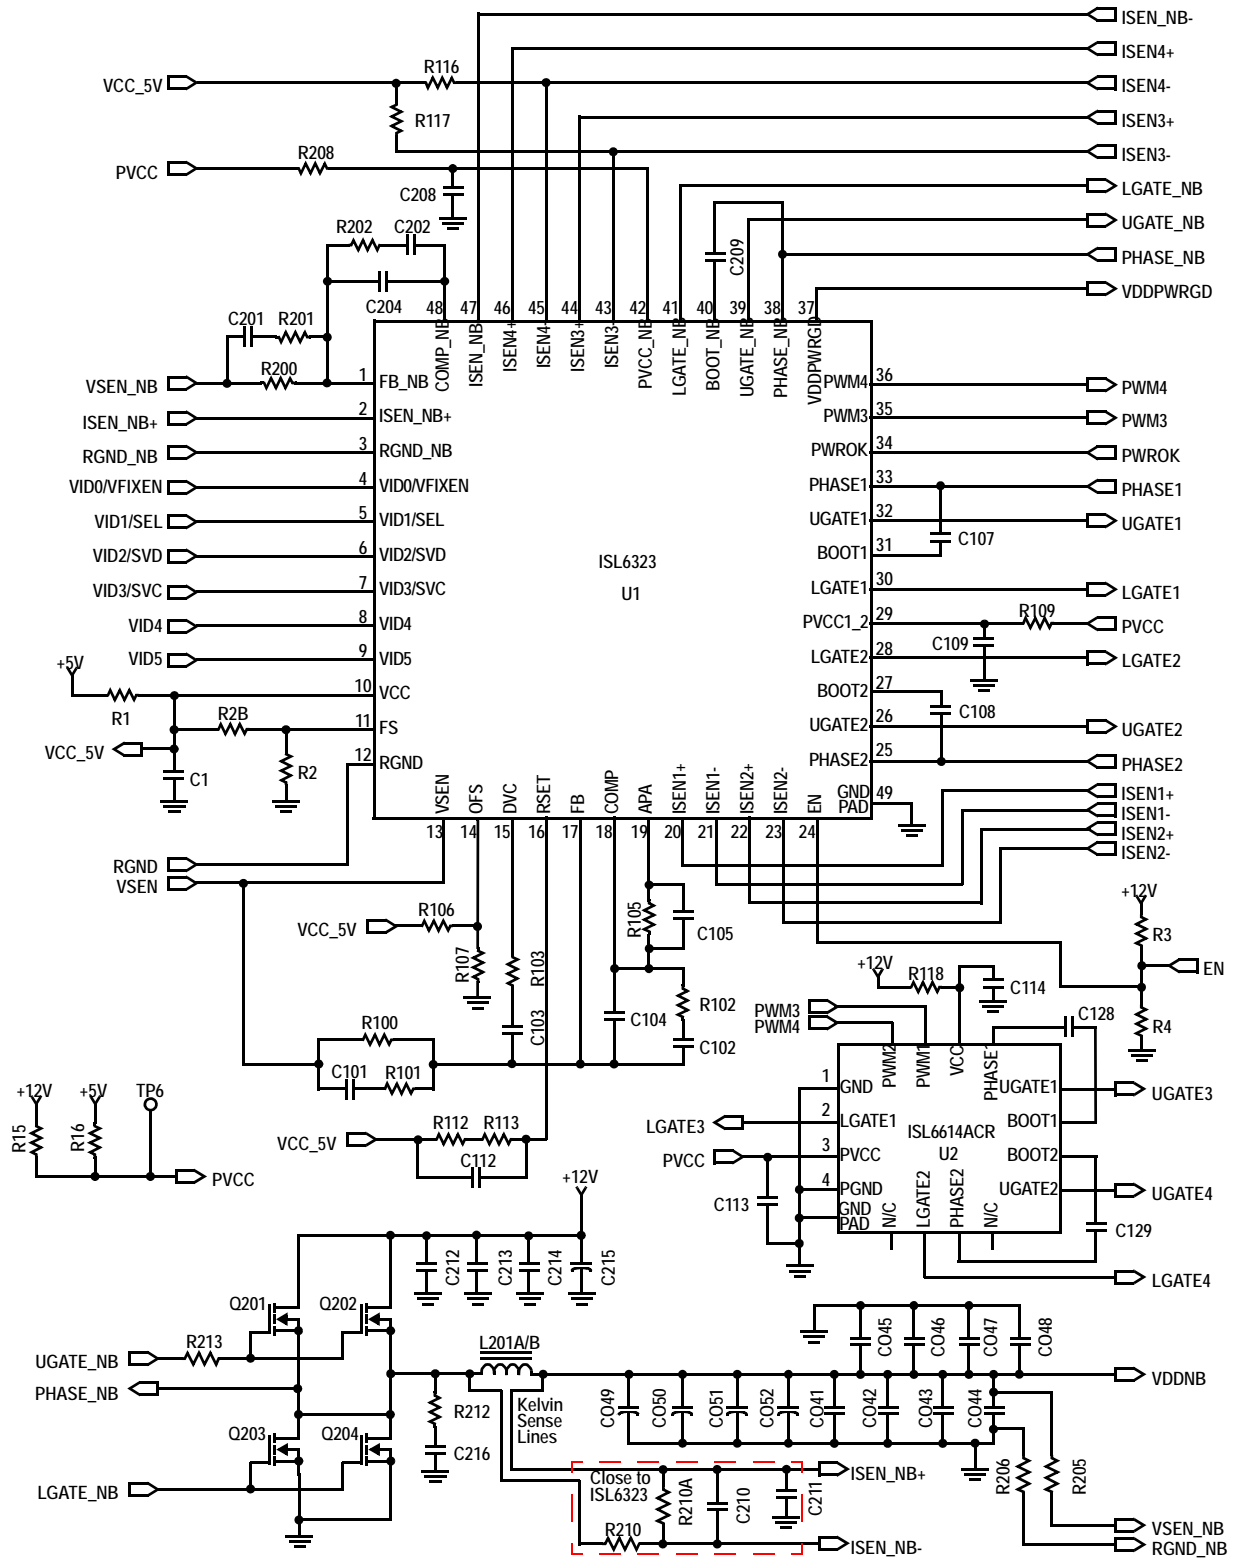 ISEN_NB-
ISEN4+
R116
VCC_5V
ISEN4-
R117
ISEN3+
ISEN3-
R208
PVCC
C208
LGATE_NB
UGATE_NB
R202
C202
C209
PHASE_NB
VDDPWRGD
C204
48
47
46
45
44
43
42
41
40
39
38
37
COMP_NB
ISEN_NB
ISEN4+
ISEN4-
ISEN3+
ISEN3-
PVCC_NB
LGATE_NB
BOOT_NB
UGATE_NB
PHASE_NB
VDDPWRGD
C201
R201
R200
VSEN_NB
1
FB_NB
ISEN_NB+
2
ISEN_NB+
RGND_NB
3
RGND_NB
VID0/VFIXEN
4
VID0/VFIXEN
VID1/SEL
5
VID1/SEL
VID2/SVD
6
VID2/SVD
VID3/SVC
7
VID3/SVC
VID4
8
VID4
VID5
9
VID5
+5V
R1
10
VCC
R2B
11
FS
VCC_5V
R2
12
RGND
C1
ISL6323
U1
PWM4
36
PWM4
PWM3
35
PWM3
PWROK
34
PWROK
PHASE1
33
PHASE1
UGATE1
32
UGATE1
BOOT1
31
C107
LGATE1
30
LGATE1
PVCC1_2
29
R109
PVCC
C109
LGATE2
28
LGATE2
BOOT2
27
C108
UGATE2
26
UGATE2
PHASE2
25
PHASE2
GND
PAD
49
VSEN
OFS
DVC
RSET
FB
COMP
APA
ISEN1+
ISEN1-
ISEN2+
ISEN2-
EN
13
14
15
16
17
18
19
20
21
22
23
24
ISEN1+
ISEN1-
ISEN2+
ISEN2-
RGND
VSEN
VCC_5V
R106
R107
R103
C103
R105
C105
R102
C104
C102
R100
C101
R101
+12V
R3
EN
R4
+12V
R118
C114
PWM3
PWM4
C128
PWM2
PWM1
VCC
PHASE1
1
GND
UGATE1
UGATE3
LGATE3
2
LGATE1
BOOT1
ISL6614ACR
U2
PVCC
3
PVCC
BOOT2
4
PGND
UGATE2
UGATE4
C113
GND
PAD
N/C
LGATE2
PHASE2
N/C
C129
LGATE4
+12V
+5V
TP6
R15
R16
PVCC
VCC_5V
R112
R113
C112
+12V
C212
C213
C214
C215
Q201
Q202
R213
UGATE_NB
PHASE_NB
Q203
Q204
LGATE_NB
L201A/B
R212
C216
Kelvin
Sense
Lines
CO45
CO46
CO47
CO48
VDDNB
CO49
CO50
CO51
CO52
CO41
CO42
CO43
CO44
R206
R205
Close to
ISL6323
R210A
C210
C211
R210
ISEN_NB+
ISEN_NB-
VSEN_NB
RGND_NB